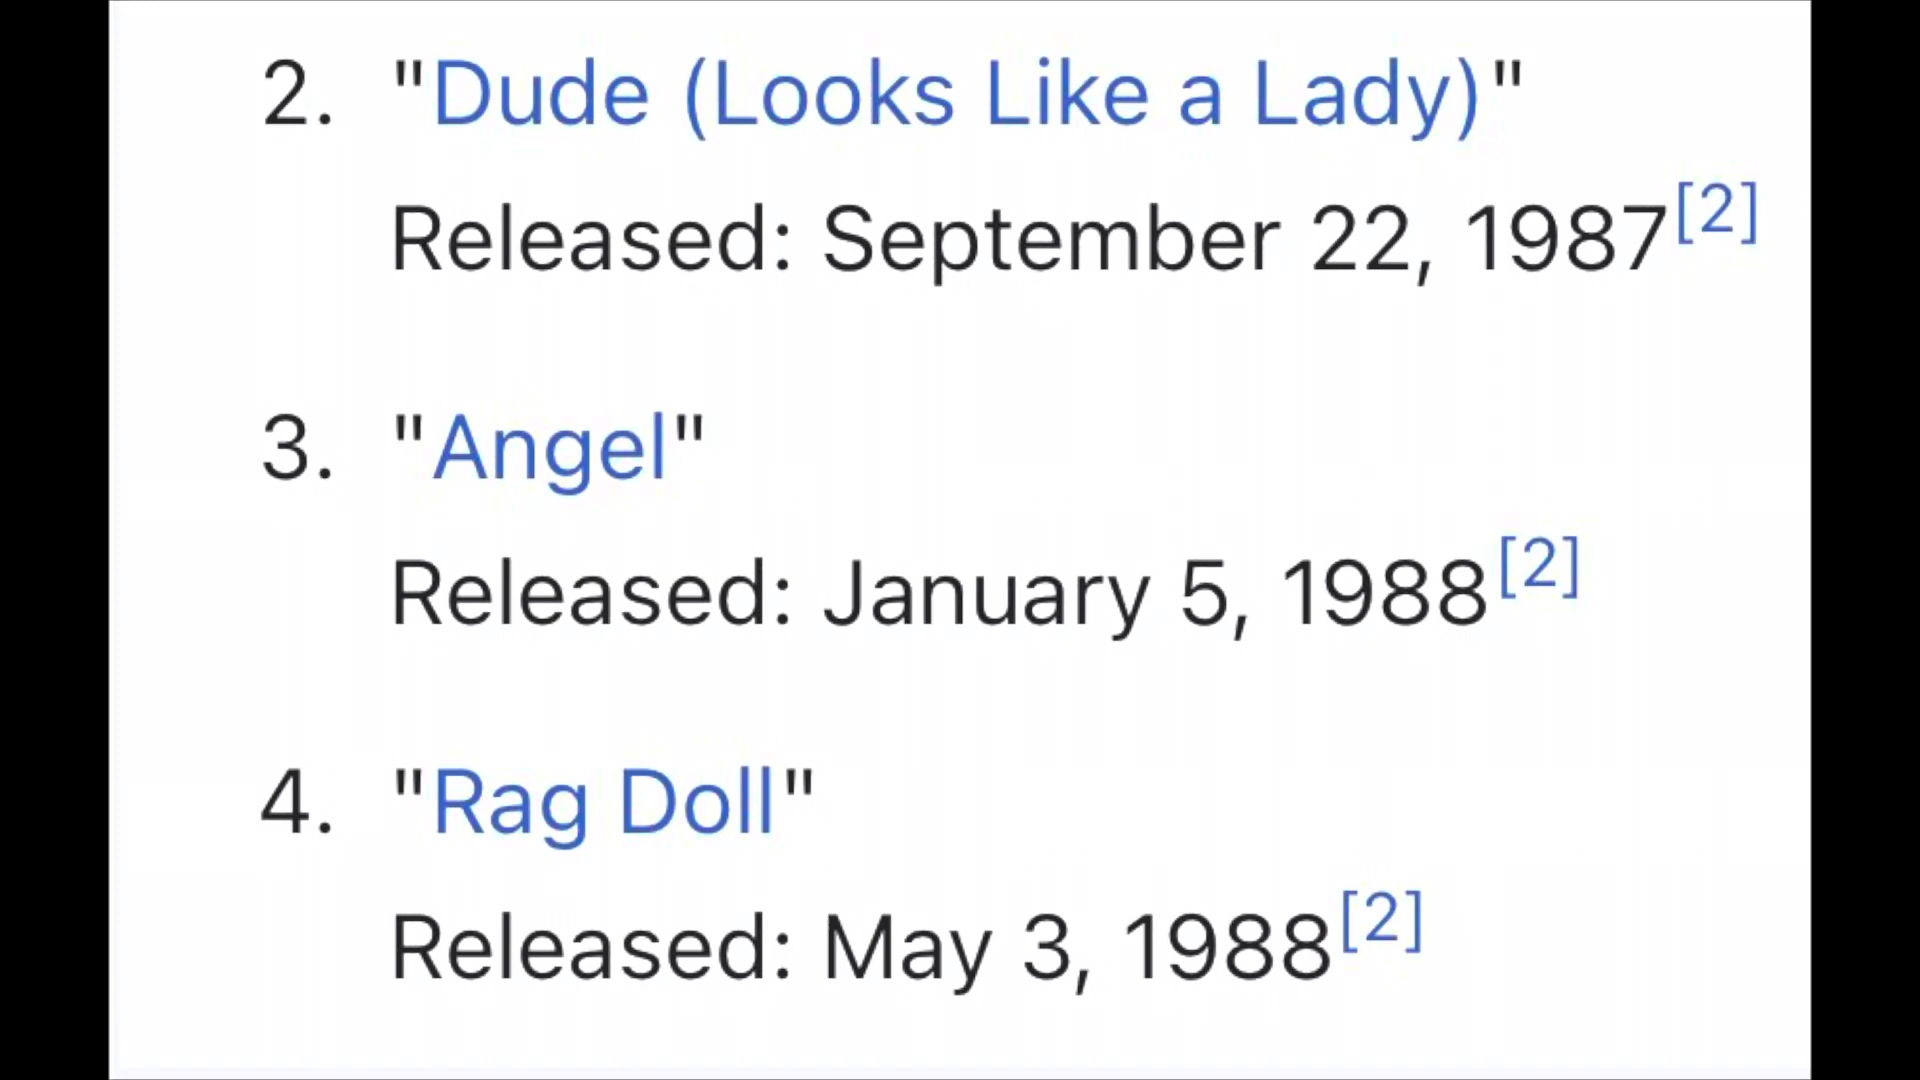 2. "Dude (Looks Like a Lady)"
Released: September 22, 1987[2]
3. "Angel"
Released: January 5, 1988[2]
4. "Rag Doll"
Released: May 3, 1988[2]